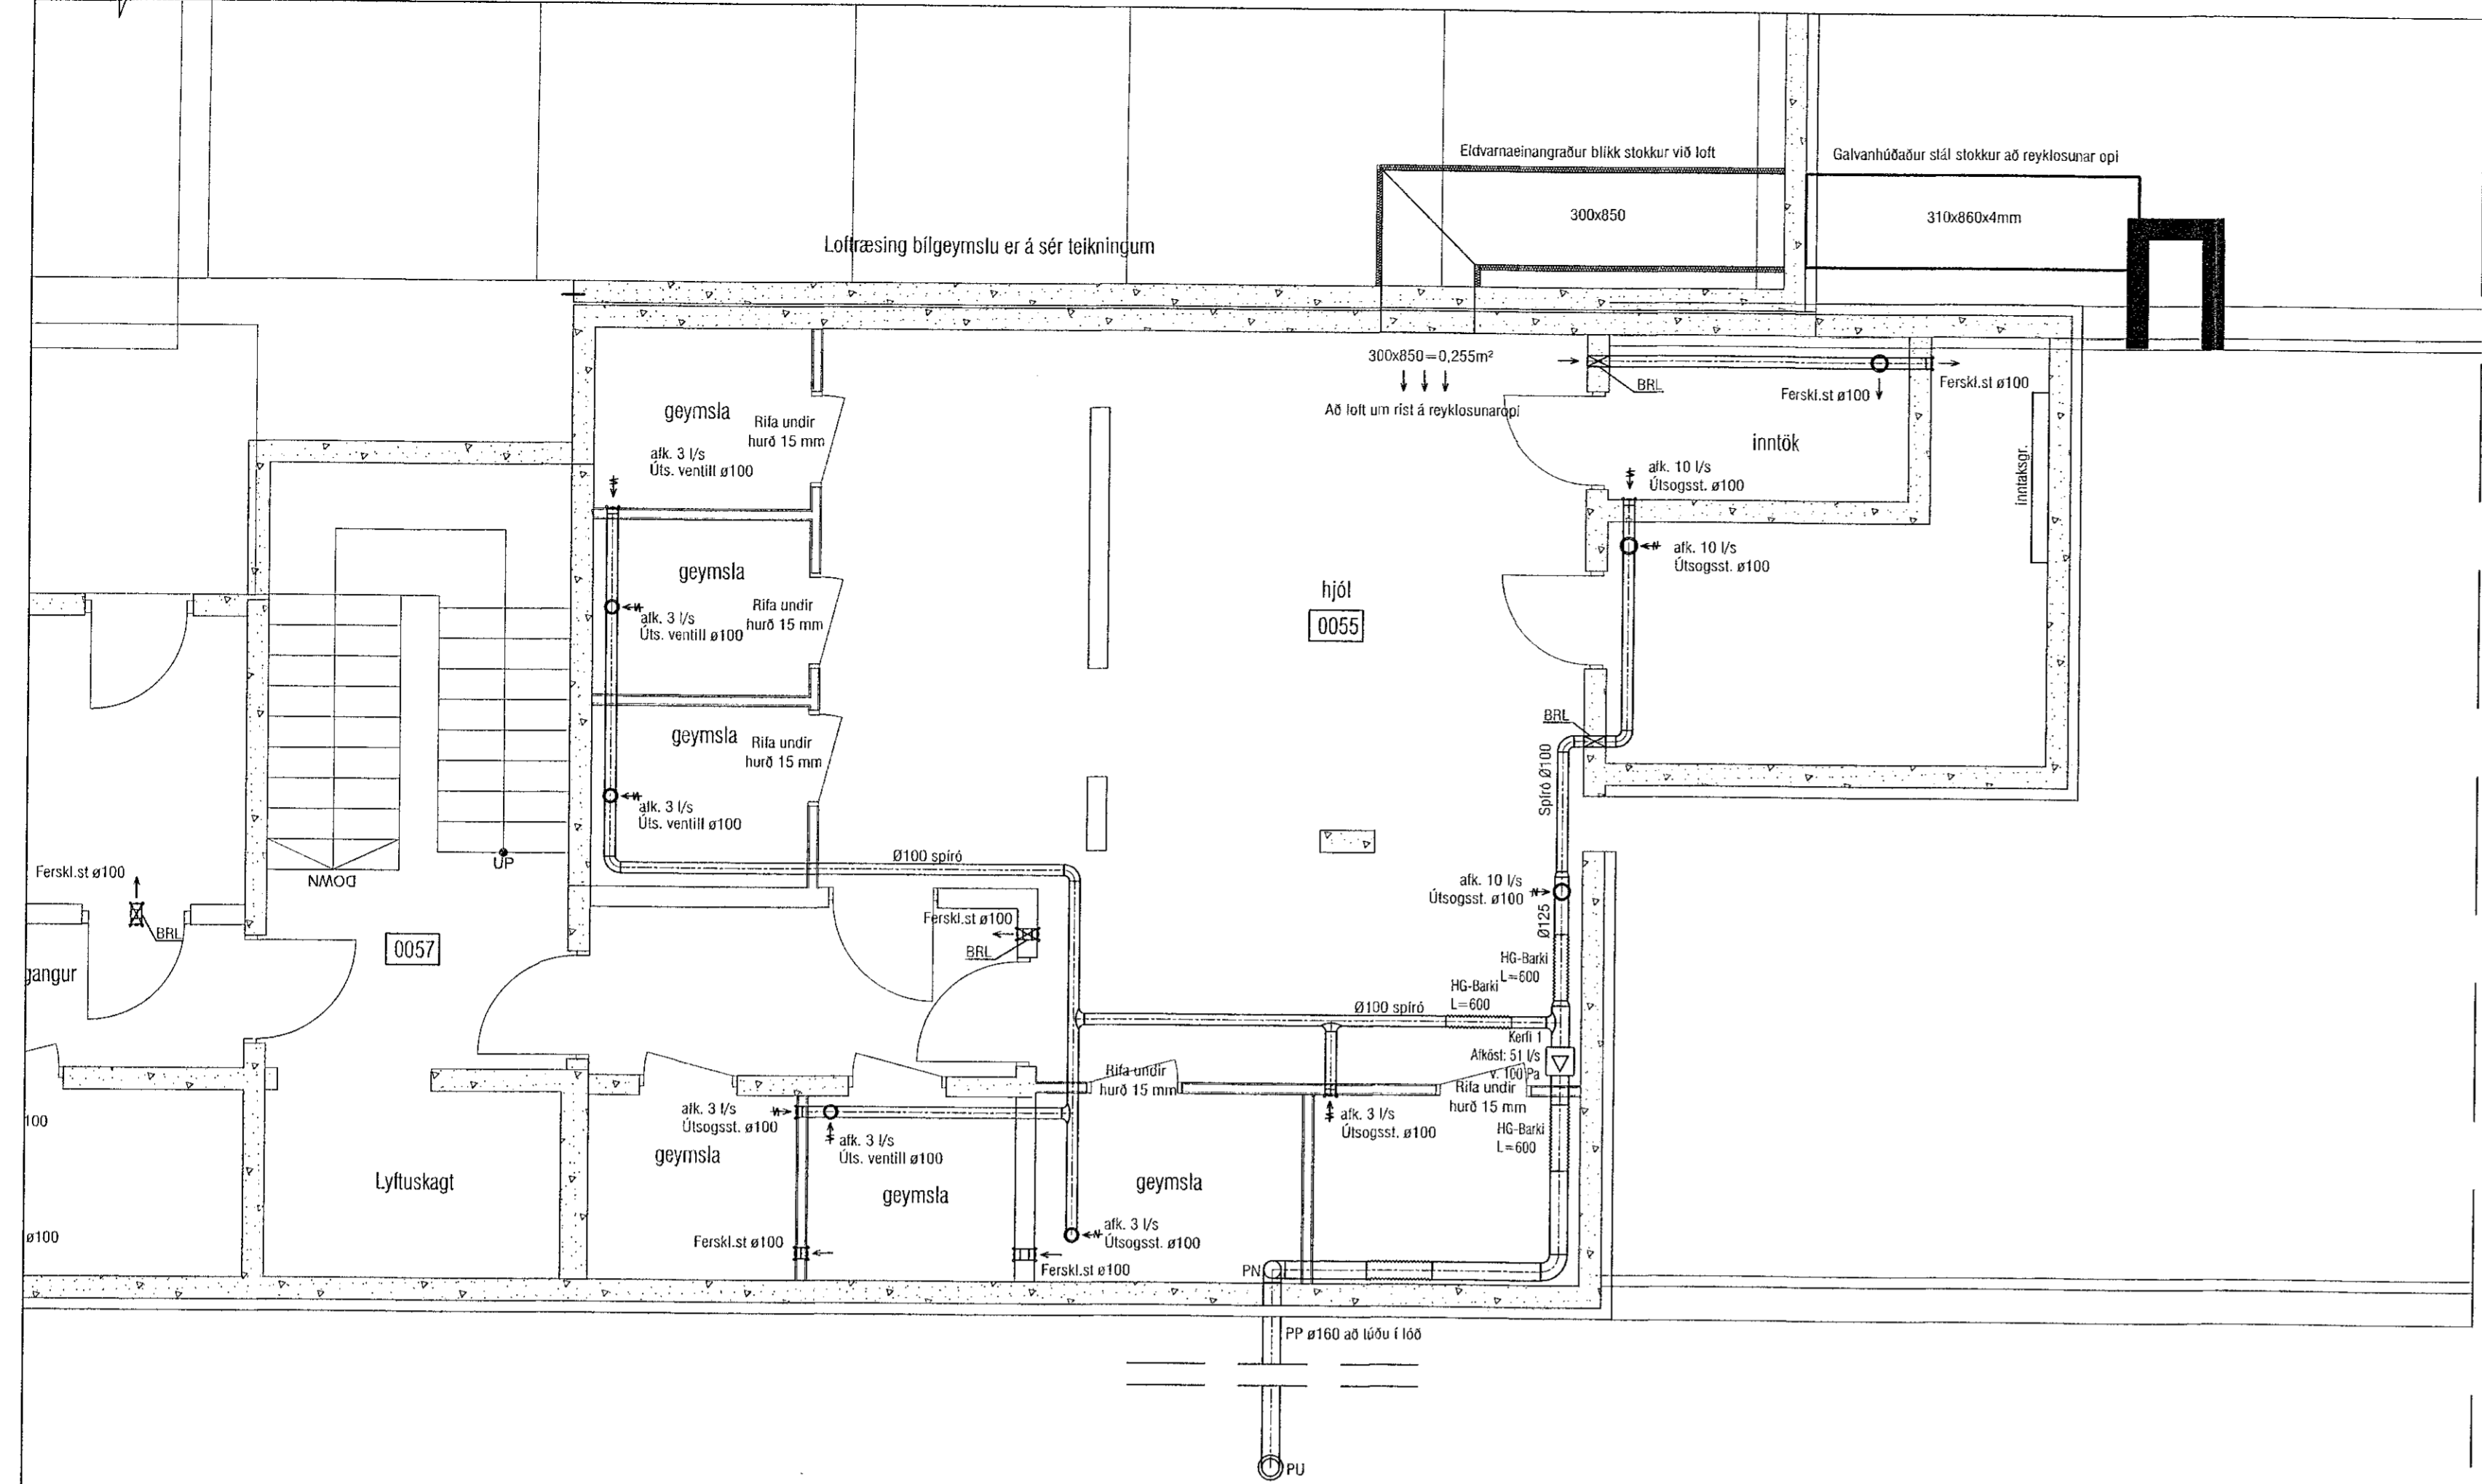 Eldvarnaeinangraður blikk stokkur við loft
Galvanhúðaður stál stokkur að reyklosunar opi
300x850
310x860x4mm
Loftræsing bílgeymslu er á sér teikningum
300x850=0,255m²
Að loft um rist á reyklosunaropi
BRL
Ferskl.st ø100
Ferskl.st ø100
inntök
inntaksgr.
geymsla
Rifa undir
hurð 15 mm
afk. 3 l/s
Úts. ventill ø100
afk. 10 l/s
Útsogsst. ø100
afk. 10 l/s
Útsogsst. ø100
geymsla
Rifa undir
hurð 15 mm
afk. 3 l/s
Úts. ventill ø100
hjól
0055
geymsla
Rifa undir
hurð 15 mm
afk. 3 l/s
Úts. ventill ø100
BRL
Spíró Ø100
Ø100 spíró
UP
DOWN
Ferskl.st ø100
BRL
gangur
0057
Ferskl.st ø100
BRL
afk. 10 l/s
Útsogsst. ø100
Ø125
HG-Barki
L=600
HG-Barki
L=600
Ø100 spíró
Kerfi 1
Afköst: 51 l/s
v. 100 Pa
Rifa undir
hurð 15 mm
Rifa undir
hurð 15 mm
HG-Barki
L=600
afk. 3 l/s
Útsogsst. ø100
afk. 3 l/s
Úts. ventill ø100
afk. 3 l/s
Útsogsst. ø100
100
geymsla
geymsla
geymsla
Lyftuskagt
afk. 3 l/s
Útsogsst. ø100
ø100
Ferskl.st ø100
Ferskl.st ø100
PN
PP ø160 að túðu í lóð
PU